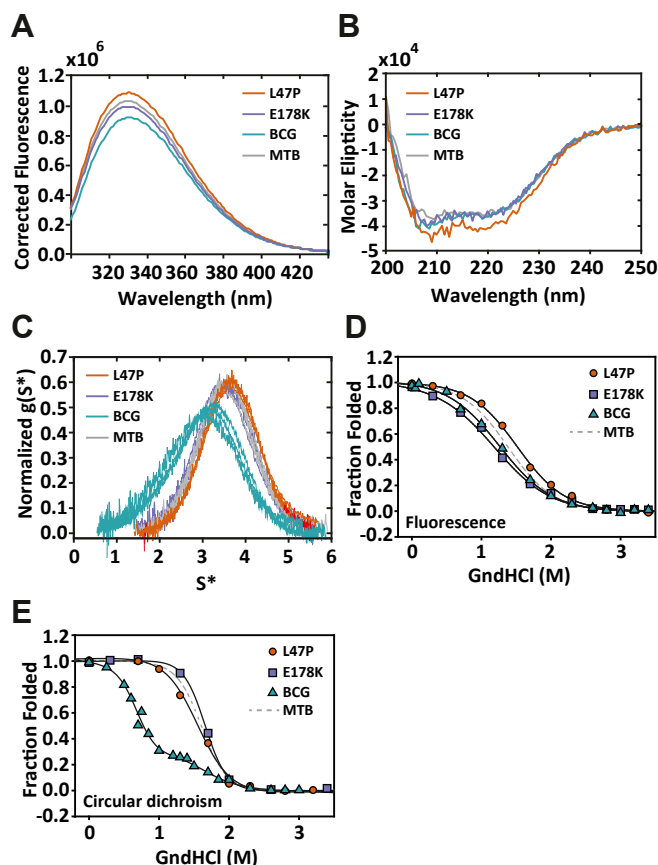 A
x10⁶
Corrected Fluorescence
1.2
1.0
0.8
0.6
0.4
0.2
0.0
L47P
E178K
BCG
MTB
320 340 360 380 400 420
Wavelength (nm)
B
x10⁴
Molar Elipticity
2
1
0
-1
-2
-3
-4
-5
L47P
E178K
BCG
MTB
200 210 220 230 240 250
Wavelength (nm)
C
Normalized g(S*)
0.7
0.6
0.5
0.4
0.3
0.2
0.1
0.0
L47P
E178K
BCG
MTB
0 1 2 3 4 5 6
S*
D
Fraction Folded
1.2
1.0
0.8
0.6
0.4
0.2
0.0
-0.2
L47P
E178K
BCG
MTB
Fluorescence
0 1 2 3
GndHCl (M)
E
Fraction Folded
1.2
1.0
0.8
0.6
0.4
0.2
0.0
-0.2
L47P
E178K
BCG
MTB
Circular dichroism
0 1 2 3
GndHCl (M)